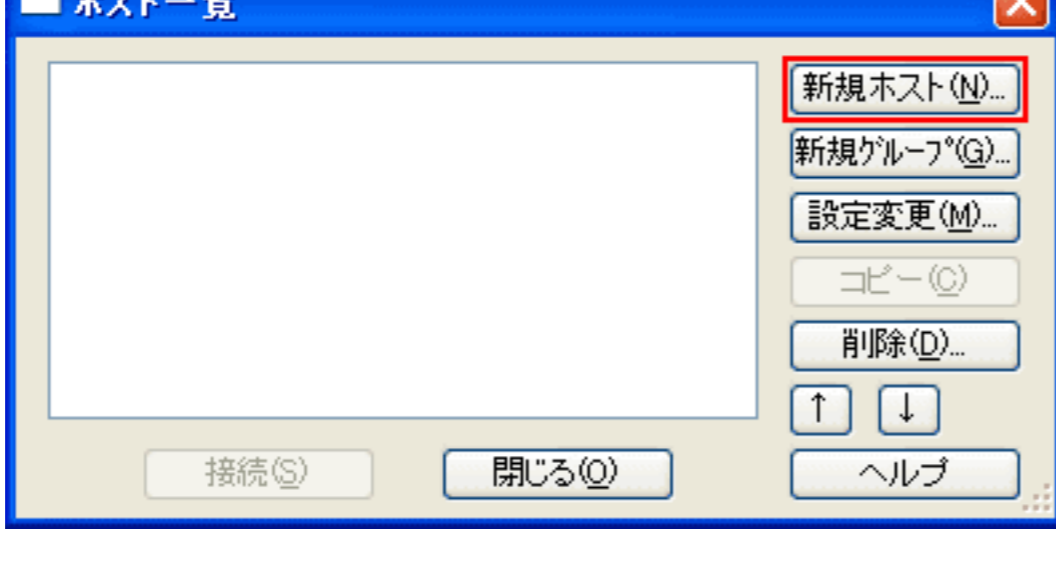 ホスト一覧
新規ホスト(N)...
新規ｸﾞﾙｰﾌﾟ(G)...
設定変更(M)...
コピー(C)
削除(D)...
↑ ↓
接続(S) 閉じる(O) ヘルプ